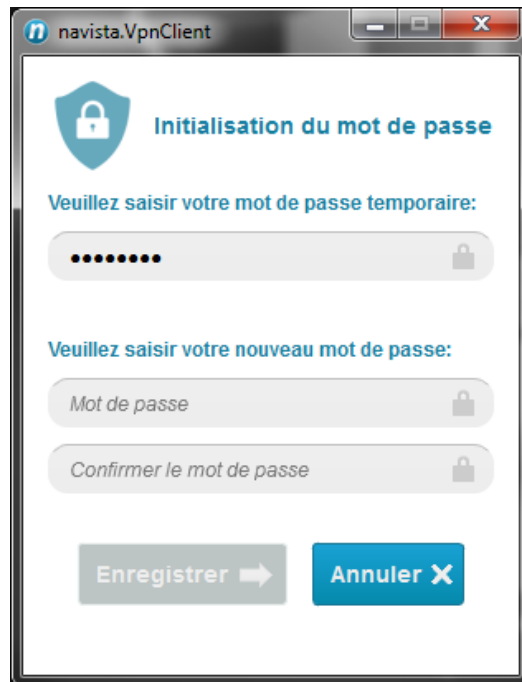 navista.VpnClient
Initialisation du mot de passe
Veuillez saisir votre mot de passe temporaire:
••••••••
Veuillez saisir votre nouveau mot de passe:
Mot de passe
Confirmer le mot de passe
Enregistrer
Annuler